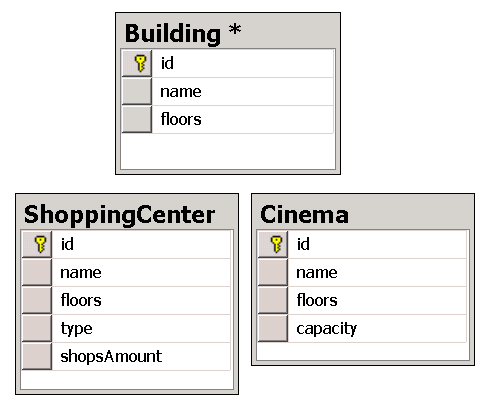 Building *
id
name
floors
ShoppingCenter
id
name
floors
type
shopsAmount
Cinema
id
name
floors
capacity